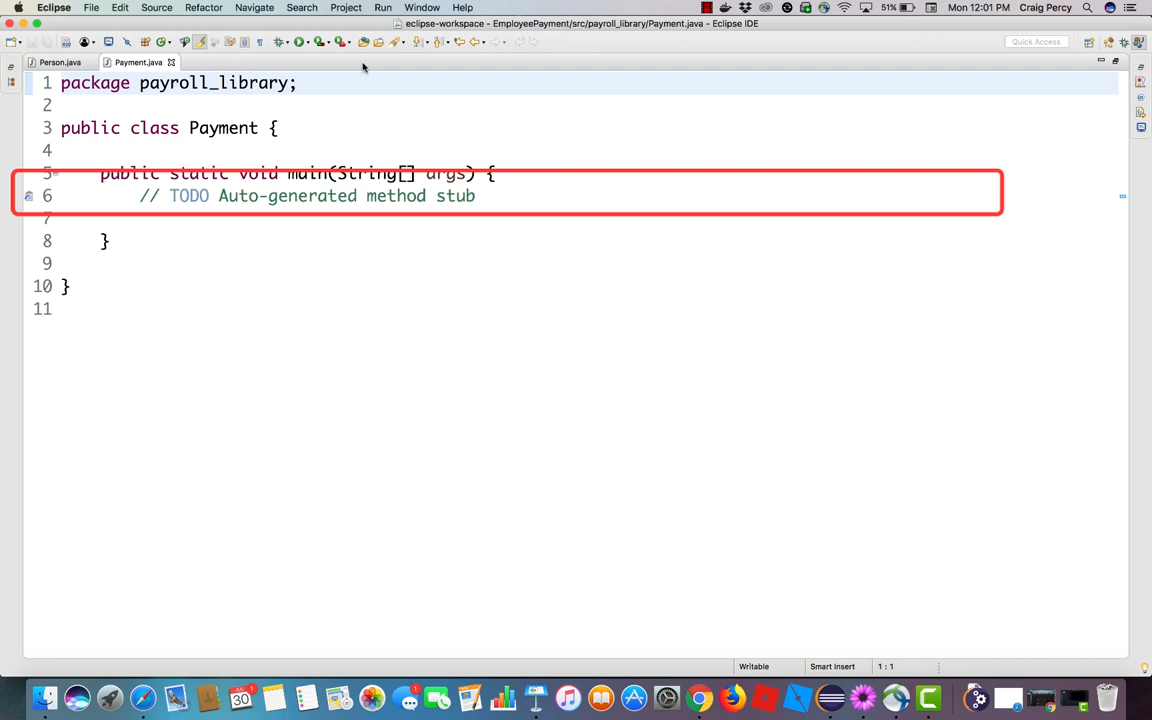 Eclipse File Edit Source Refactor Navigate Search Project Run Window Help 51% Mon 12:01 PM Craig Percy
eclipse-workspace - EmployeePayment/src/payroll_library/Payment.java - Eclipse IDE
Quick Access
Person.java Payment.java
1 package payroll_library;
2
3 public class Payment {
4
5 public static void main(String[] args) {
6 // TODO Auto-generated method stub
7
8 }
9
10 }
11
Writable Smart Insert 1 : 1
30